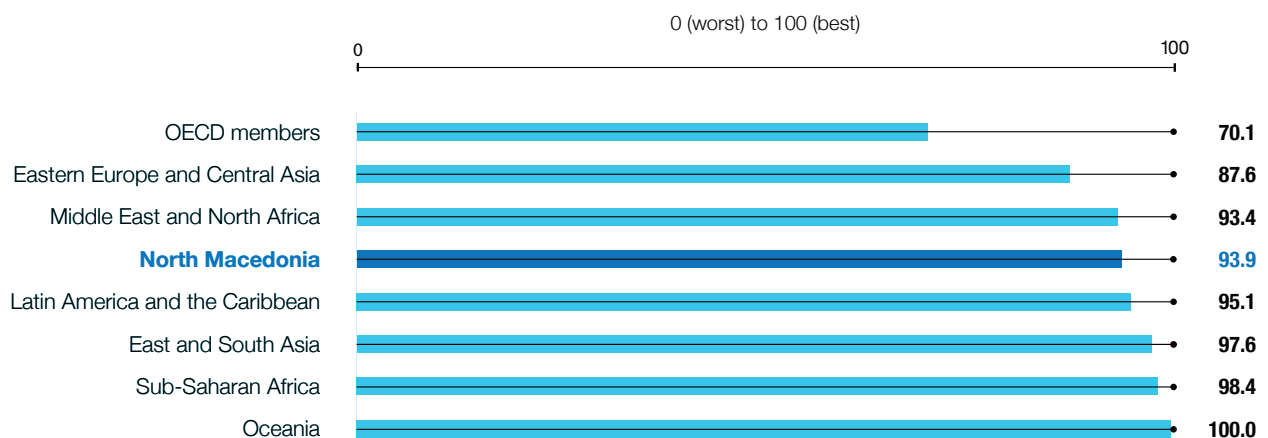 0 (worst) to 100 (best)
0 100
OECD members 70.1
Eastern Europe and Central Asia 87.6
Middle East and North Africa 93.4
North Macedonia 93.9
Latin America and the Caribbean 95.1
East and South Asia 97.6
Sub-Saharan Africa 98.4
Oceania 100.0